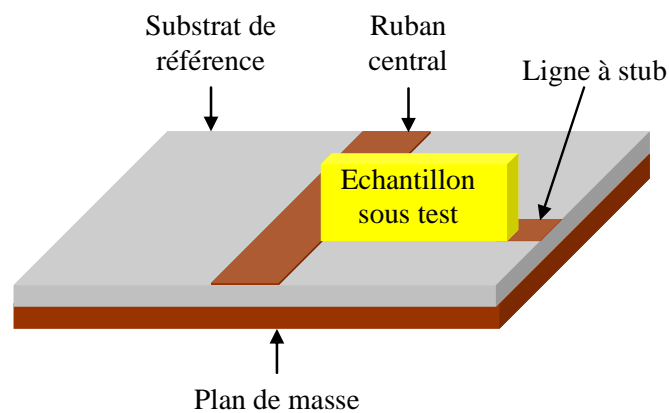 Substrat de
référence
Ruban
central
Ligne à stub
Echantillon
sous test
Plan de masse